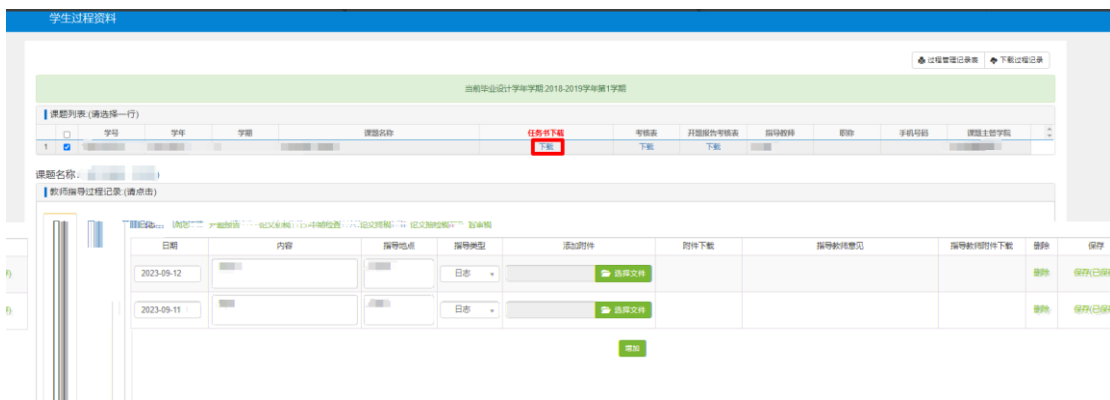 学生过程资料
过程管理记录表 下载过程记录
当前毕业设计学年学期:2018-2019学年第1学期
课题列表:(请选择一行)
学号 学年 学期 课题名称 任务书下载 考核表 开题报告考核表 指导教师 职称 手机号码 课题主管学院
1 下载 下载 下载
课题名称:
教师指导过程记录:(请点击)
日期 内容 指导地点 指导类型 添加附件 附件下载 指导教师意见 指导教师附件下载 删除 保存
2023-09-12 日志 选择文件 删除 保存(已保
2023-09-11 日志 选择文件 删除 保存(已保
增加